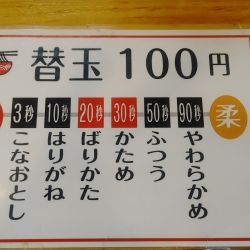 替玉 100円
3秒 10秒 20秒 30秒 50秒 90秒 柔
こなおとし
はりがね
ばりかた
かため
ふつう
やわらかめ